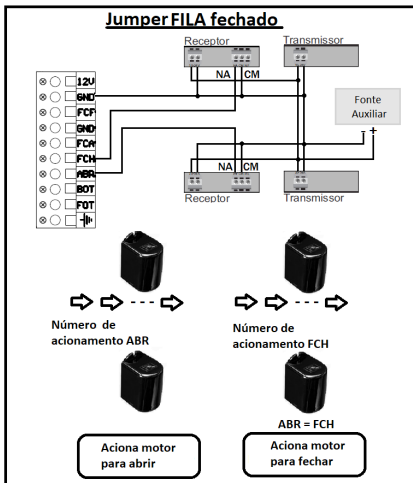 Jumper FILA fechado
Receptor
Transmissor
NA
CM
12V
GND
FCF
GND
FCA
FCH
ABR
BOT
FOT
Fonte
Auxiliar
- +
NA
CM
Receptor
Transmissor
Número de
acionamento ABR
Número de
acionamento FCH
ABR = FCH
Aciona motor
para abrir
Aciona motor
para fechar